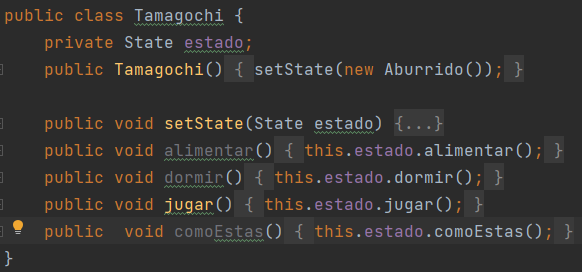 public class Tamagochi {
private State estado;
public Tamagochi() { setState(new Aburrido()); }
public void setState(State estado) {...}
public void alimentar() { this.estado.alimentar(); }
public void dormir() { this.estado.dormir(); }
public void jugar() { this.estado.jugar(); }
public  void comoEstas() { this.estado.comoEstas(); }
}